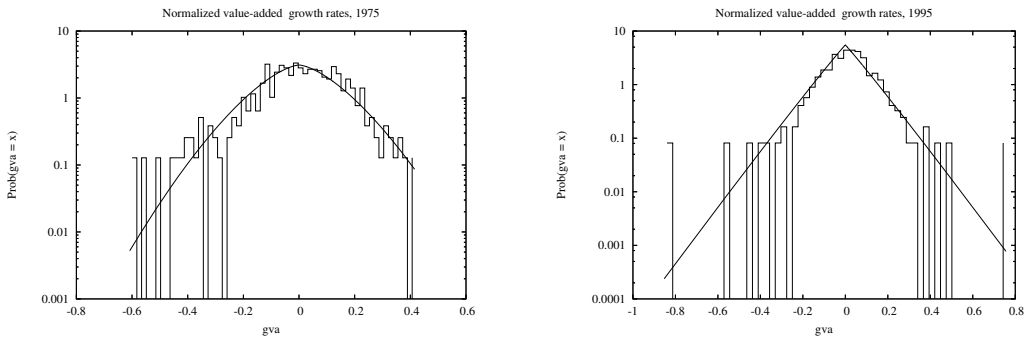 Normalized value-added growth rates, 1975
10
1
0.1
0.01
0.001
Prob(gva = x)
-0.8 -0.6 -0.4 -0.2 0 0.2 0.4 0.6
gva
Normalized value-added growth rates, 1995
10
1
0.1
0.01
0.001
0.0001
Prob(gva = x)
-1 -0.8 -0.6 -0.4 -0.2 0 0.2 0.4 0.6 0.8
gva